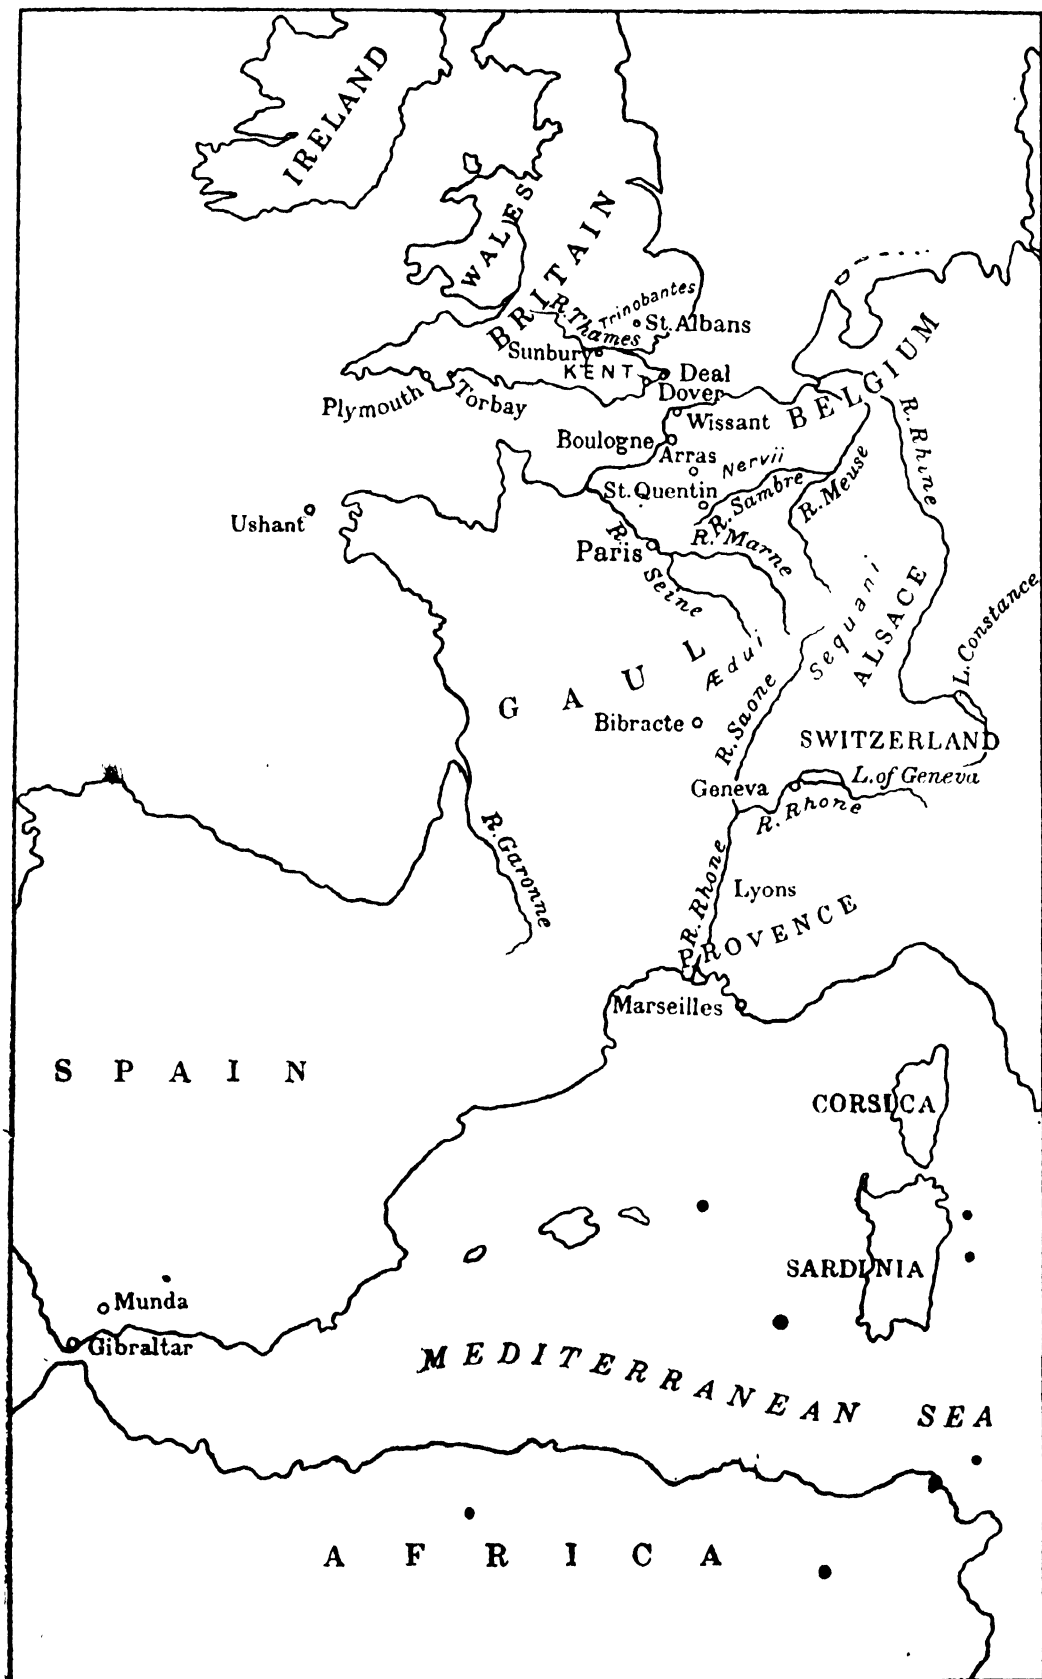 IRELAND
WALES
BRITAIN
R. Thames
Trinobantes
St. Albans
Sunbury
KENT
Deal
Dover
Plymouth
Torbay
Wissant
BELGIUM
Boulogne
Arras
Nervii
R. Rhine
St. Quentin
R. Sambre
R. Meuse
Ushant
Paris
R. Marne
R. Seine
Sequani
ALSACE
L. Constance
GAUL
Ædui
Bibracte
R. Saone
SWITZERLAND
Geneva
L. of Geneva
R. Rhone
R. Garonne
R. Rhone
Lyons
PROVENCE
Marseilles
SPAIN
CORSICA
SARDINIA
Munda
Gibraltar
MEDITERRANEAN SEA
AFRICA